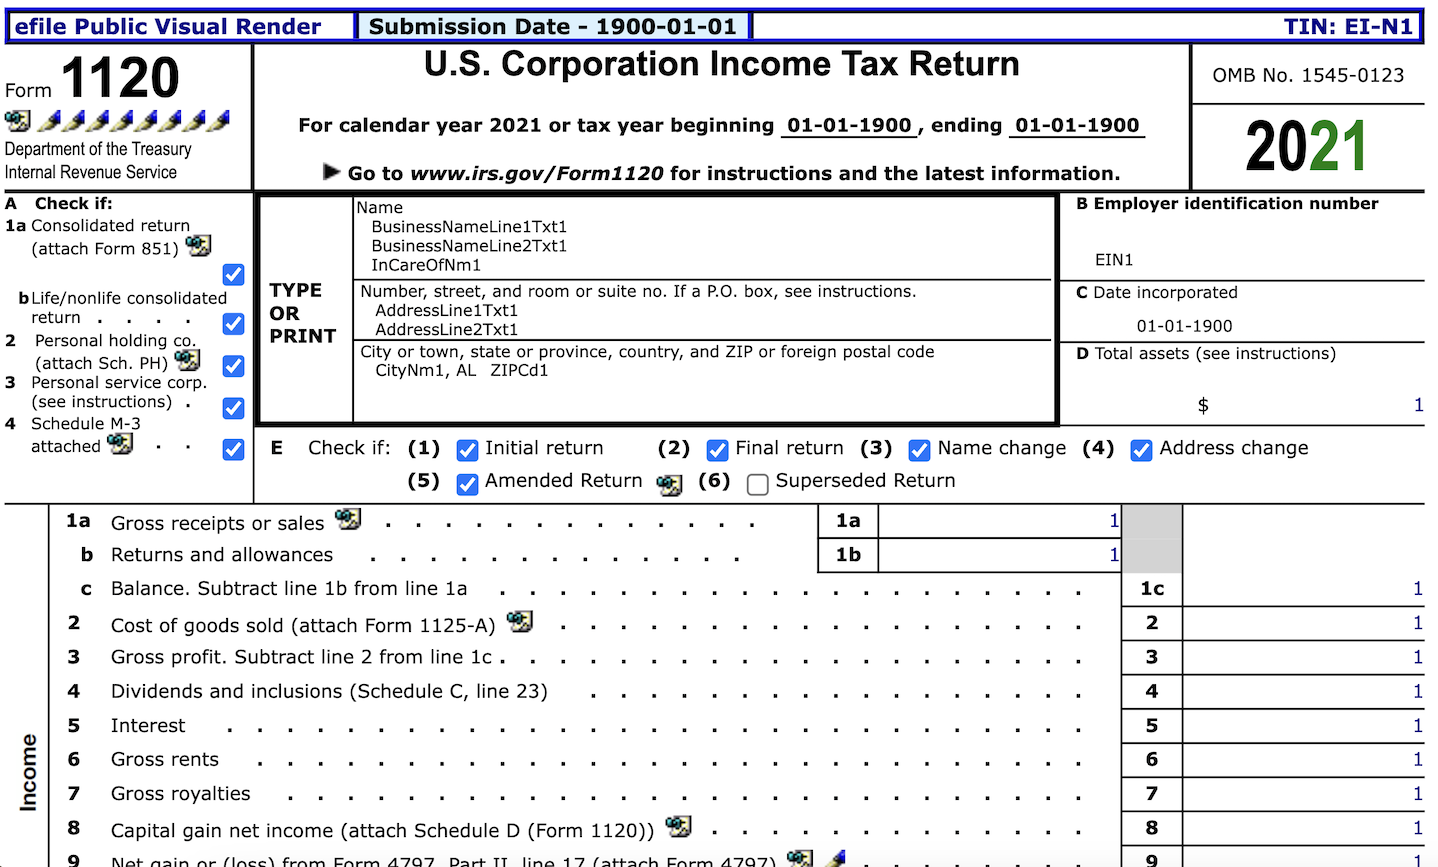 efile Public Visual Render
Submission Date - 1900-01-01
TIN: EI-N1
Form 1120
Department of the Treasury
Internal Revenue Service
U.S. Corporation Income Tax Return
For calendar year 2021 or tax year beginning 01-01-1900 , ending 01-01-1900
► Go to www.irs.gov/Form1120 for instructions and the latest information.
OMB No. 1545-0123
2021
A Check if:
1a Consolidated return
(attach Form 851)
b Life/nonlife consolidated
return . . . .
2 Personal holding co.
(attach Sch. PH)
3 Personal service corp.
(see instructions) .
4 Schedule M-3
attached . .
TYPE
OR
PRINT
Name
BusinessNameLine1Txt1
BusinessNameLine2Txt1
InCareOfNm1
Number, street, and room or suite no. If a P.O. box, see instructions.
AddressLine1Txt1
AddressLine2Txt1
City or town, state or province, country, and ZIP or foreign postal code
CityNm1, AL ZIPCd1
B Employer identification number
EIN1
C Date incorporated
01-01-1900
D Total assets (see instructions)
$ 1
E Check if: (1) Initial return (2) Final return (3) Name change (4) Address change
(5) Amended Return (6) Superseded Return
Income
1a Gross receipts or sales . . . . . . . . . . . . . 1a 1
b Returns and allowances . . . . . . . . . . . . . 1b 1
c Balance. Subtract line 1b from line 1a . . . . . . . . . . . . . . . . . . . . 1c 1
2 Cost of goods sold (attach Form 1125-A) . . . . . . . . . . . . . . . . . . 2 1
3 Gross profit. Subtract line 2 from line 1c . . . . . . . . . . . . . . . . . . . . 3 1
4 Dividends and inclusions (Schedule C, line 23) . . . . . . . . . . . . . . . . . 4 1
5 Interest . . . . . . . . . . . . . . . . . . . . . . . . . . . . . 5 1
6 Gross rents . . . . . . . . . . . . . . . . . . . . . . . . . . . . 6 1
7 Gross royalties . . . . . . . . . . . . . . . . . . . . . . . . . . . 7 1
8 Capital gain net income (attach Schedule D (Form 1120)) . . . . . . . . . . . . . 8 1
9 Net gain or (loss) from Form 4797, Part II, line 17 (attach Form 4797) . . . . . . . . 9 1